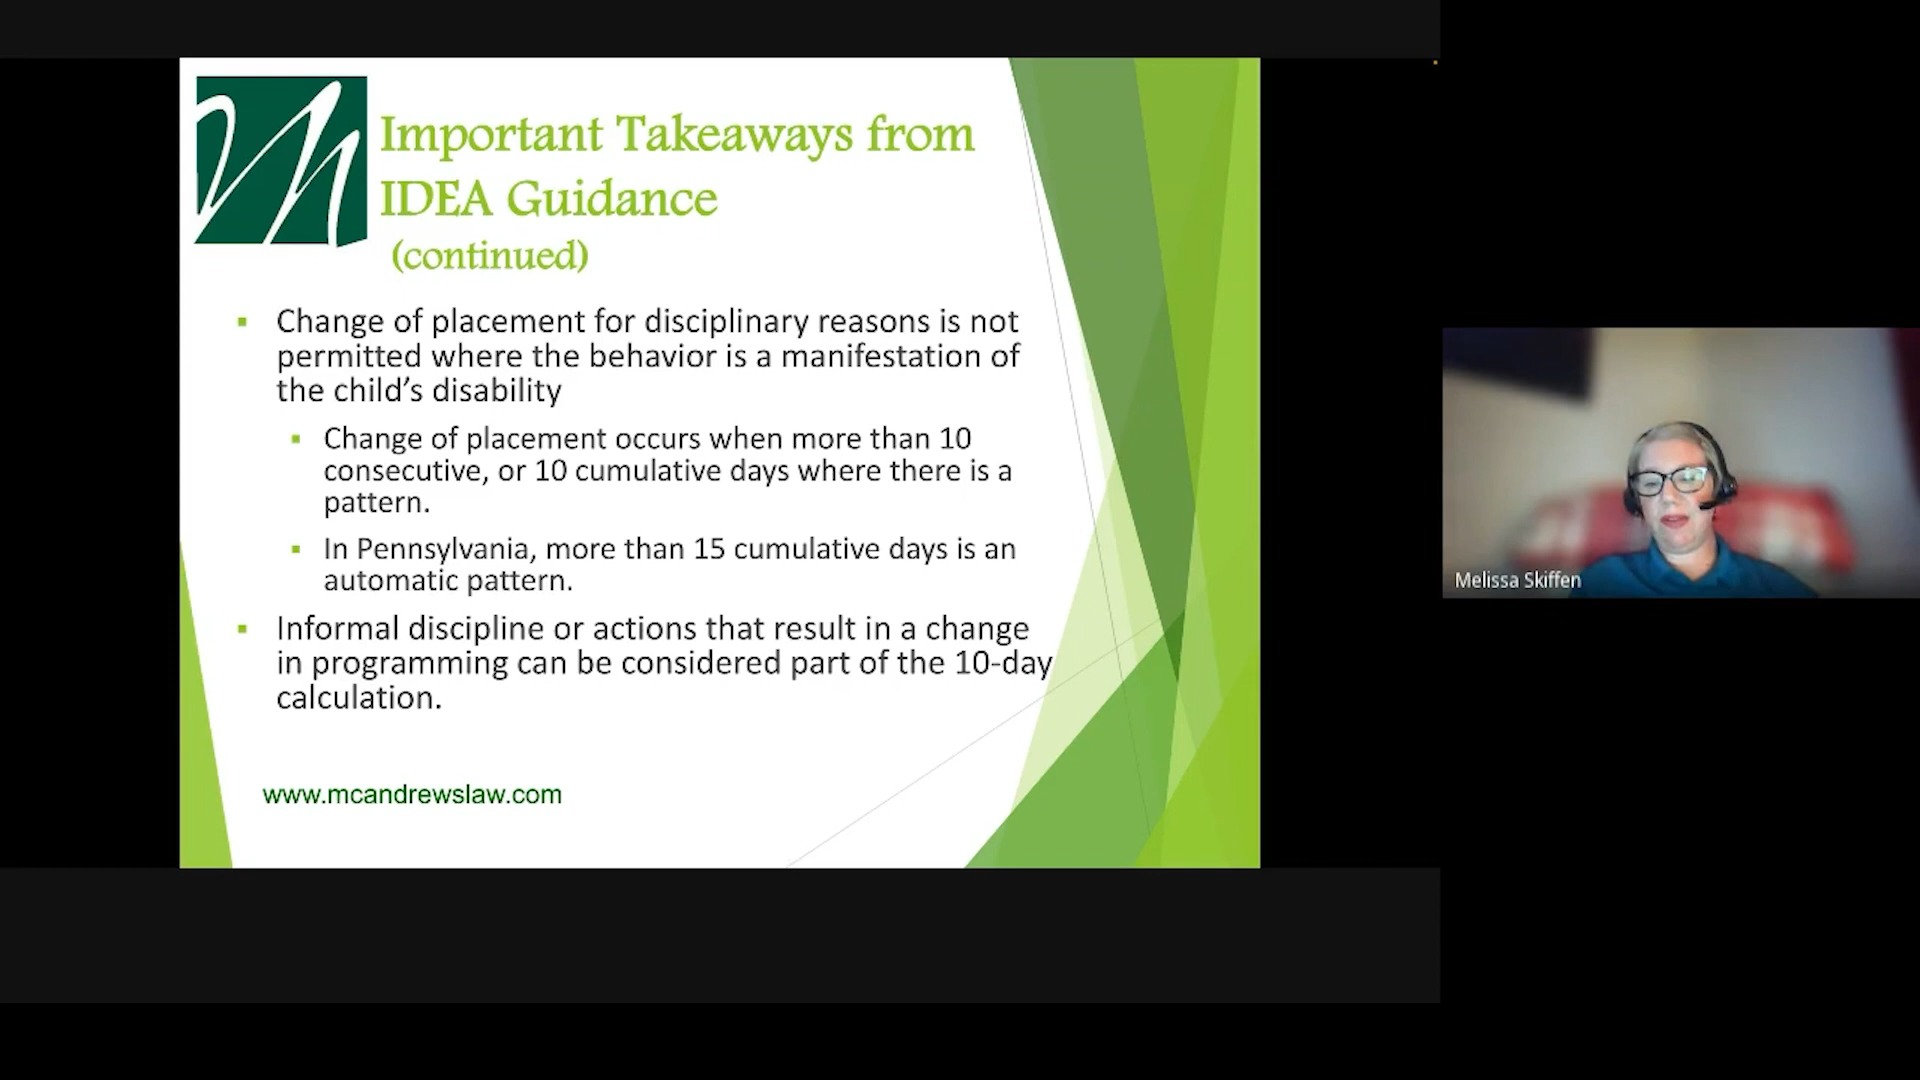 Important Takeaways from
IDEA Guidance
(continued)
▪ Change of placement for disciplinary reasons is not
permitted where the behavior is a manifestation of
the child’s disability
▪ Change of placement occurs when more than 10
consecutive, or 10 cumulative days where there is a
pattern.
▪ In Pennsylvania, more than 15 cumulative days is an
automatic pattern.
▪ Informal discipline or actions that result in a change
in programming can be considered part of the 10-day
calculation.
www.mcandrewslaw.com
Melissa Skiffen